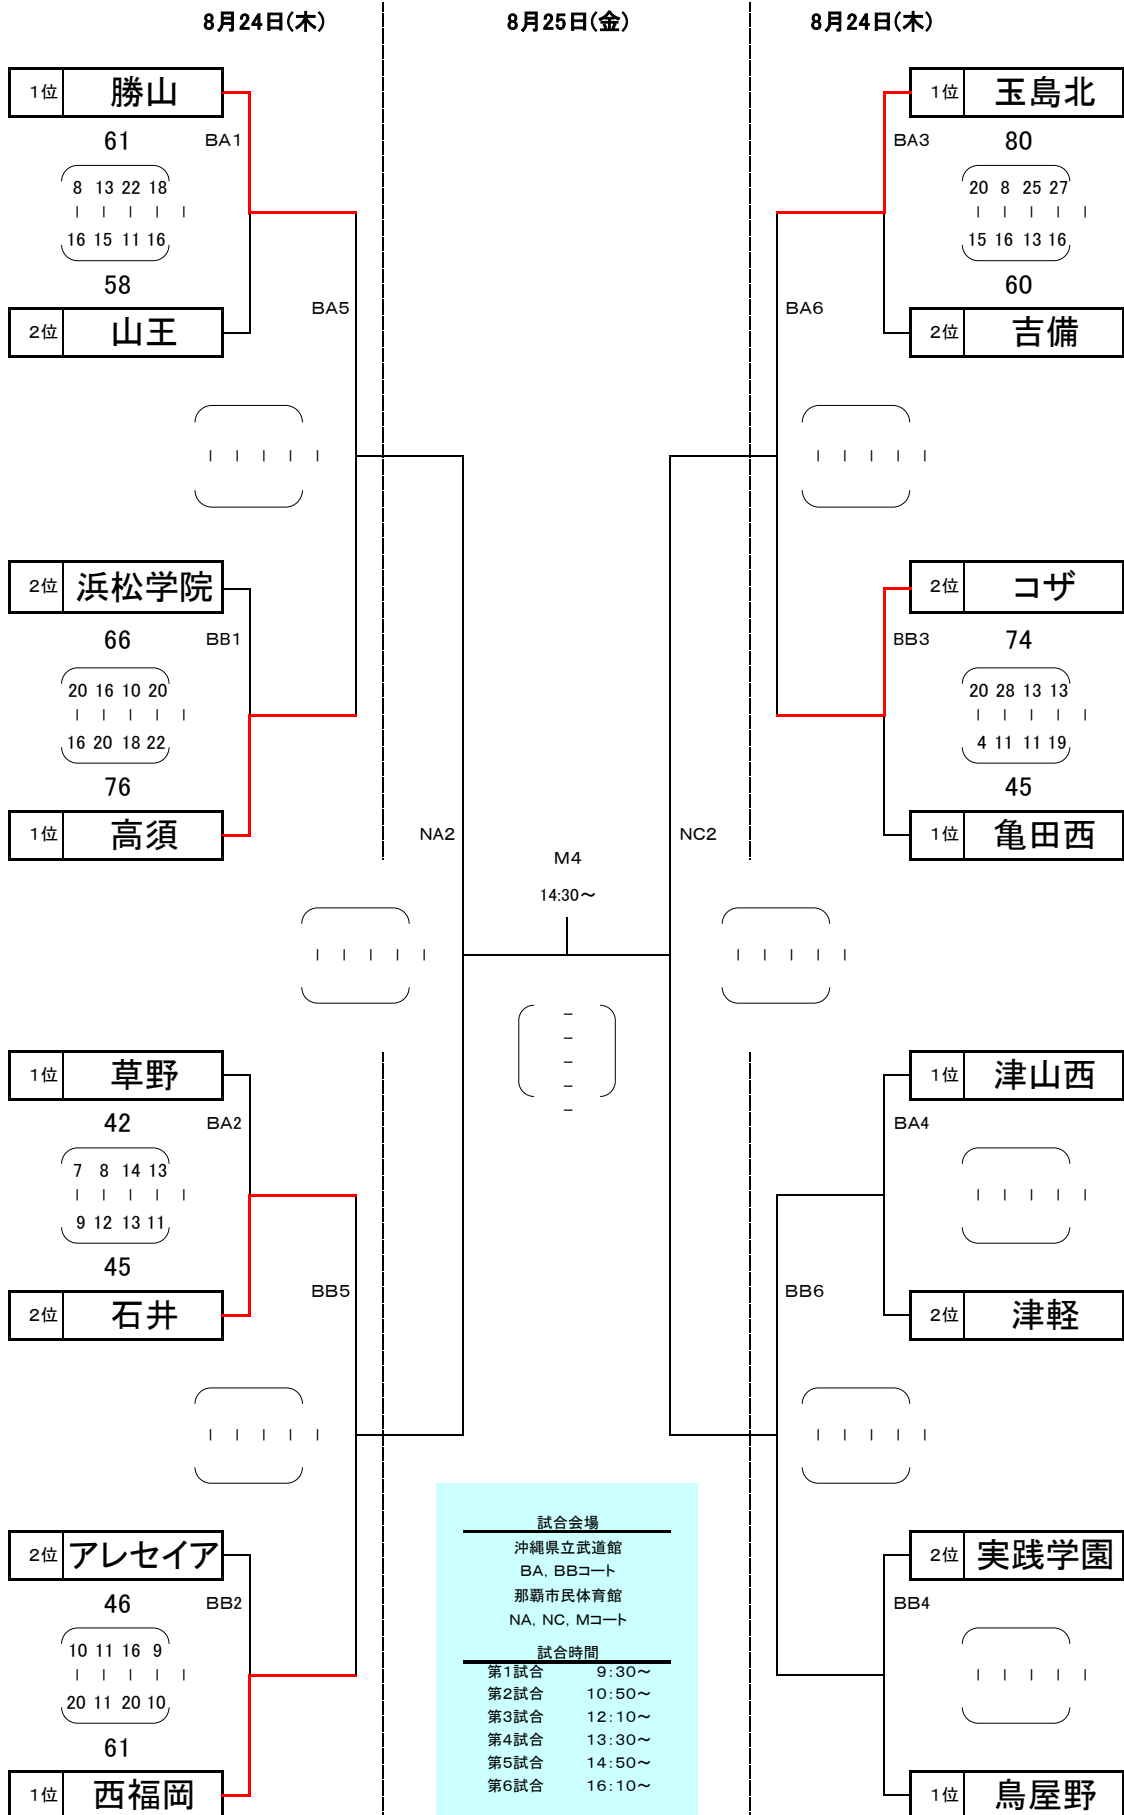 8月24日(木) 8月25日(金) 8月24日(木)
1位 勝山
61 BA1
8 13 22 18
16 15 11 16
58
2位 山王
BA5
2位 浜松学院
66 BB1
20 16 10 20
16 20 18 22
76
1位 高須
NA2
1位 草野
42 BA2
7 8 14 13
9 12 13 11
45
2位 石井
BB5
2位 アレセイア
46 BB2
10 11 16 9
20 11 20 10
61
1位 西福岡
M4
14:30～
試合会場
沖縄県立武道館
BA, BBコート
那覇市民体育館
NA, NC, Mコート
試合時間
第1試合 9:30～
第2試合 10:50～
第3試合 12:10～
第4試合 13:30～
第5試合 14:50～
第6試合 16:10～
1位 玉島北
BA3 80
20 8 25 27
15 16 13 16
60
2位 吉備
BA6
2位 コザ
BB3 74
20 28 13 13
4 11 11 19
45
1位 亀田西
NC2
1位 津山西
BA4
2位 津軽
BB6
2位 実践学園
BB4
1位 鳥屋野